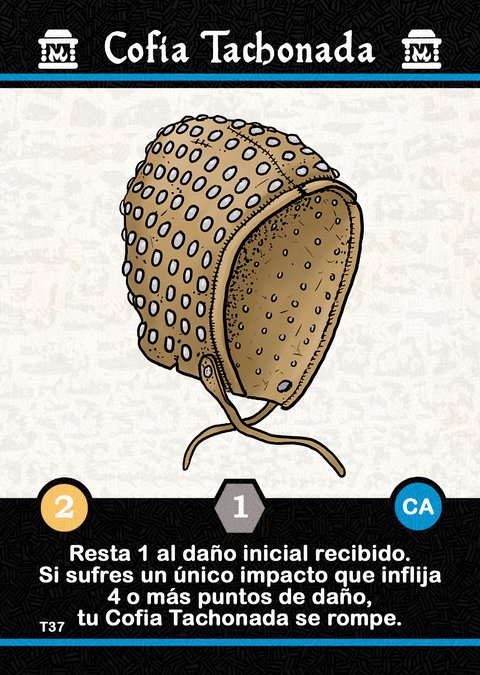 M Cofia Tachonada M
2 1 CA
Resta 1 al daño inicial recibido.
Si sufres un único impacto que inflija
4 o más puntos de daño,
T37 tu Cofia Tachonada se rompe.